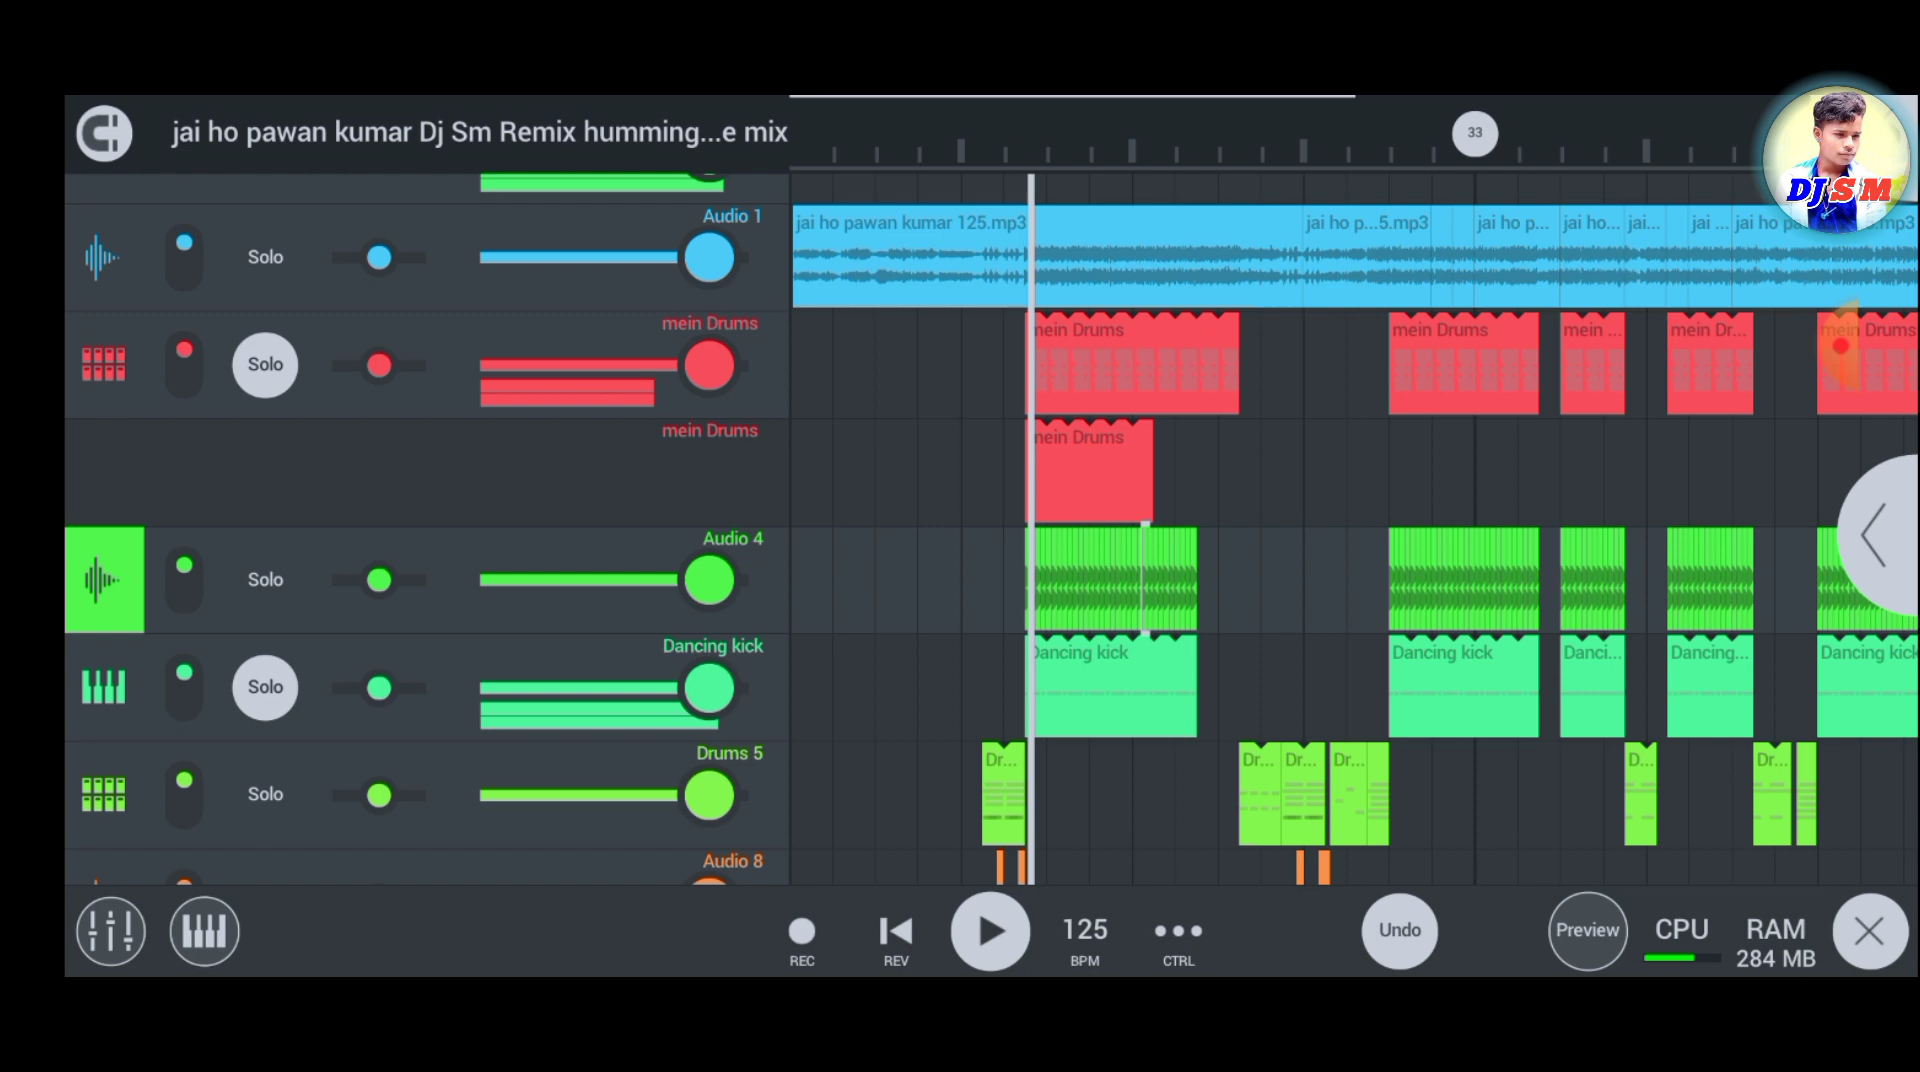 jai ho pawan kumar Dj Sm Remix humming...e mix
33
DJ SM
Audio 1
jai ho pawan kumar 125.mp3
jai ho p...5.mp3
jai ho p...
jai ho...
jai...
jai ...
Solo
mein Drums
mein Drums
mein Drums
mein ...
mein Dr...
mein Drums
Solo
mein Drums
mein Drums
Audio 4
Solo
Dancing kick
Dancing kick
Dancing kick
Danci...
Dancing...
Dancing kick
Solo
Drums 5
Dr...
Dr...
Dr...
Dr...
D...
Dr...
Solo
Audio 8
REC
REV
125
BPM
CTRL
Undo
Preview
CPU
RAM
284 MB